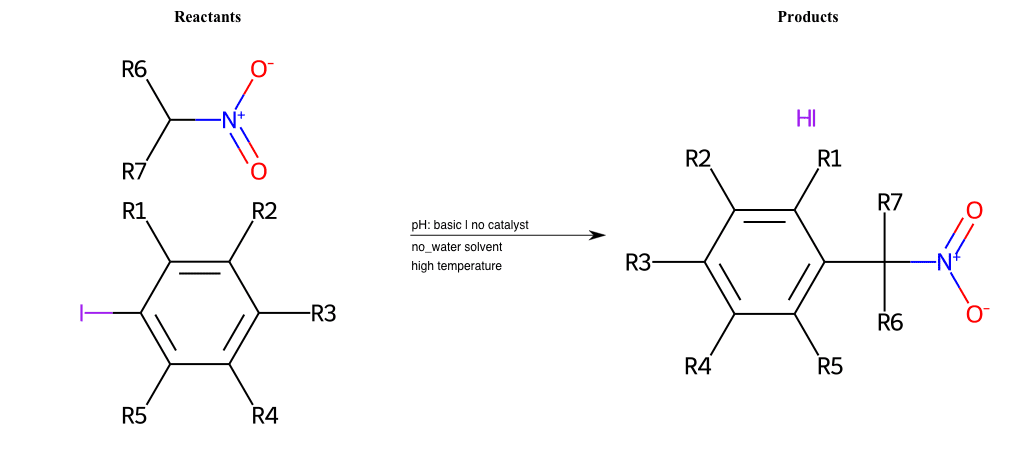 Reactants
Products
R6
O-
N+
R7
O
R1
R2
I
R3
R5
R4
pH: basic | no catalyst
no_water solvent
high temperature
HI
R2
R1
R7
O
R3
N+
R6
O-
R4
R5